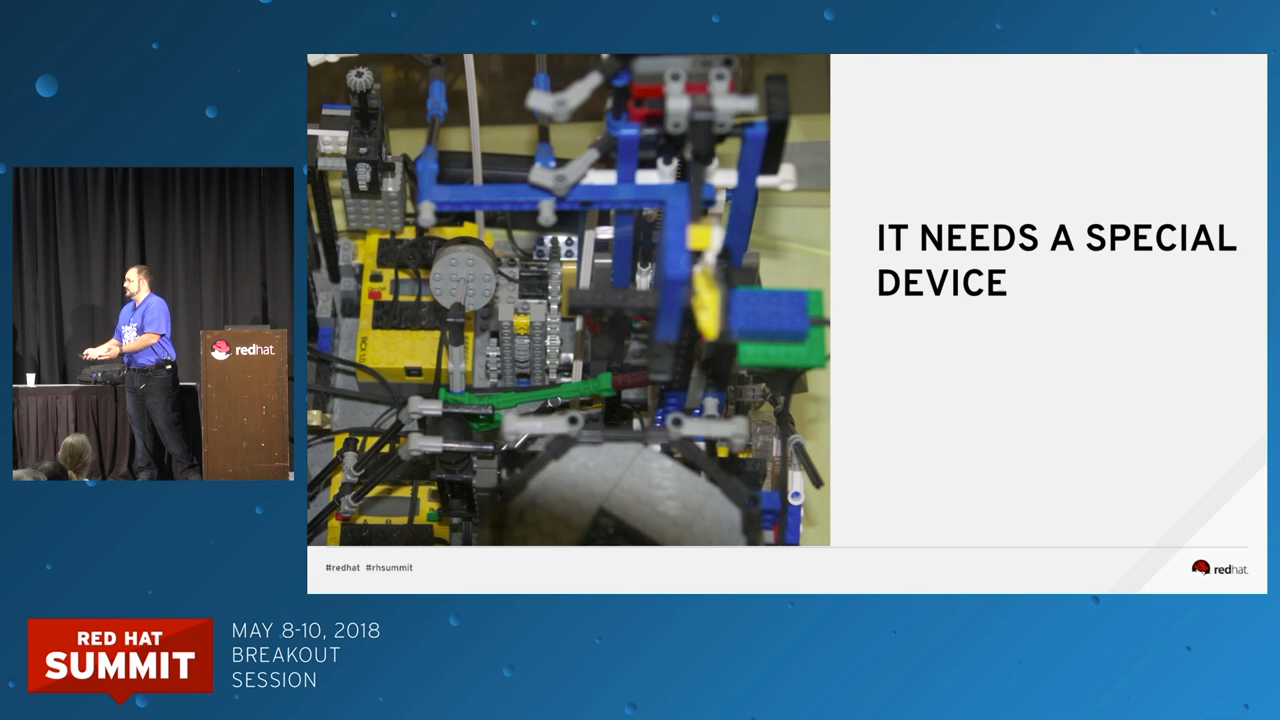 IT NEEDS A SPECIAL
DEVICE
redhat.
#redhat #rhsummit
redhat.
RED HAT
SUMMIT
MAY 8-10, 2018
BREAKOUT
SESSION